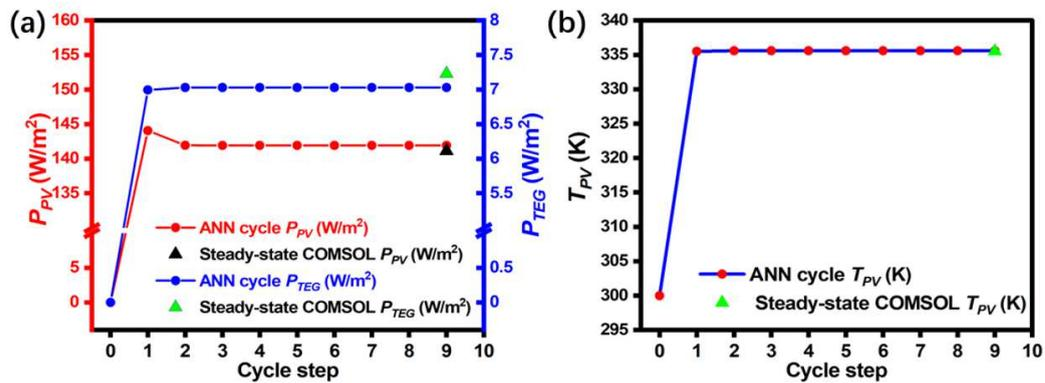 (a)
160
155
150
145
140
135
5
0
P_PV (W/m²)
8
7.5
7
6.5
6
5.5
0.5
0
P_TEG (W/m²)
ANN cycle P_PV (W/m²)
Steady-state COMSOL P_PV (W/m²)
ANN cycle P_TEG (W/m²)
Steady-state COMSOL P_TEG (W/m²)
0 1 2 3 4 5 6 7 8 9 10
Cycle step
(b)
340
335
330
325
320
315
310
305
300
295
T_PV (K)
ANN cycle T_PV (K)
Steady-state COMSOL T_PV (K)
0 1 2 3 4 5 6 7 8 9 10
Cycle step